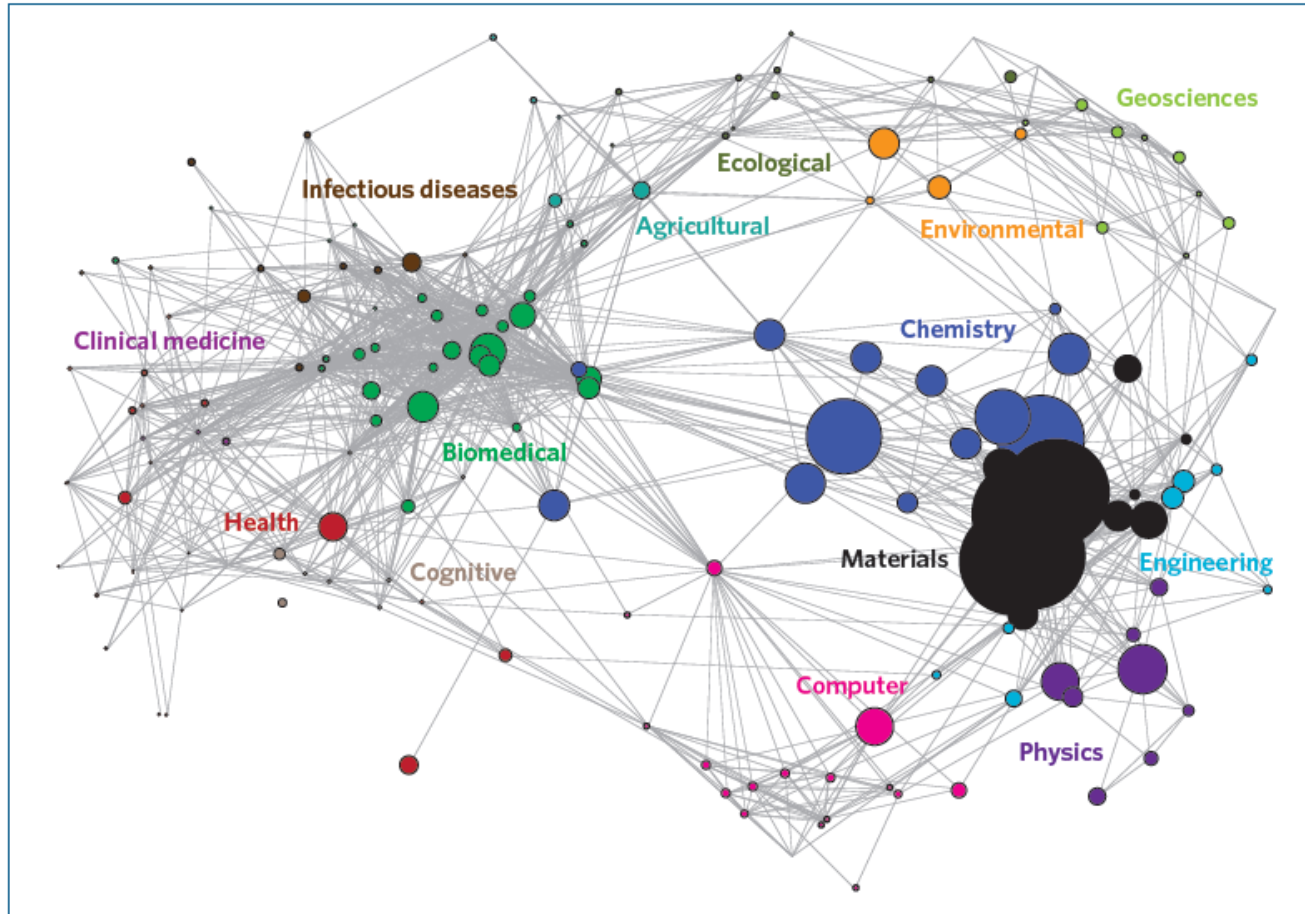 Geosciences
Ecological
Infectious diseases
Agricultural
Environmental
Clinical medicine
Chemistry
Biomedical
Health
Cognitive
Materials
Engineering
Computer
Physics